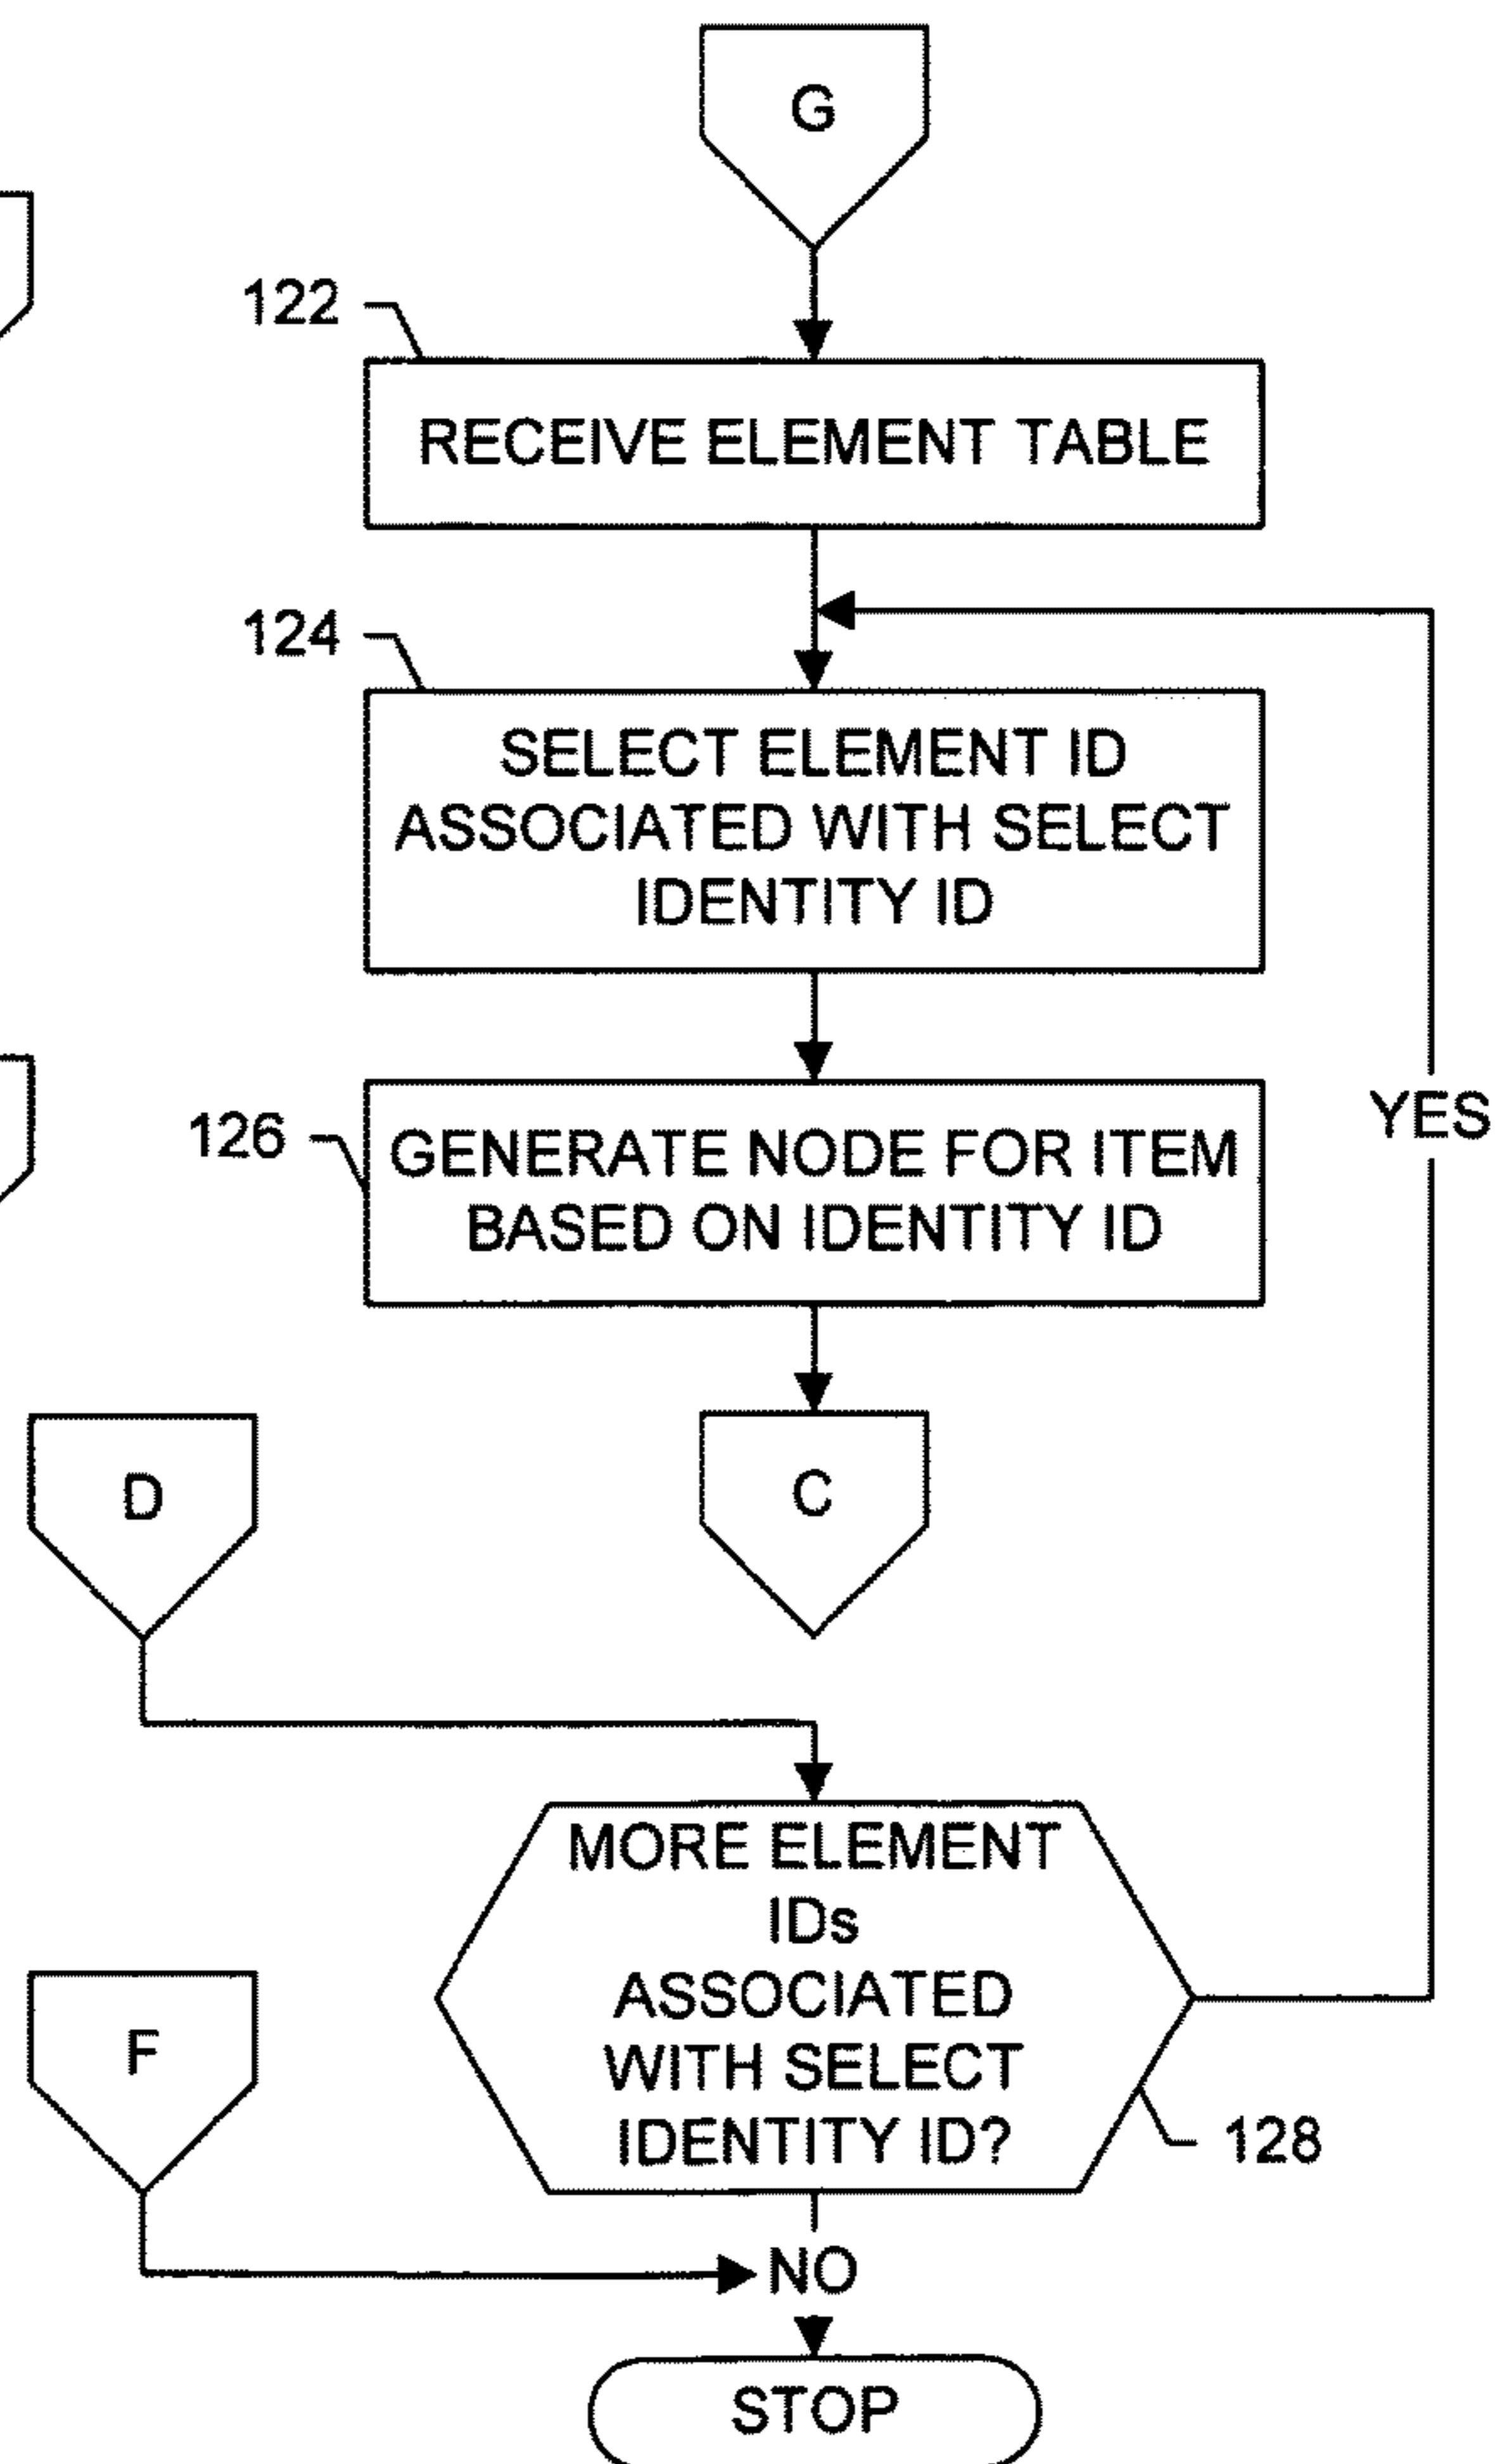 G
122
RECEIVE ELEMENT TABLE
124
SELECT ELEMENT ID
ASSOCIATED WITH SELECT
IDENTITY ID
126
GENERATE NODE FOR ITEM
BASED ON IDENTITY ID
YES
D
C
MORE ELEMENT
IDs
ASSOCIATED
WITH SELECT
IDENTITY ID?
F
128
NO
STOP